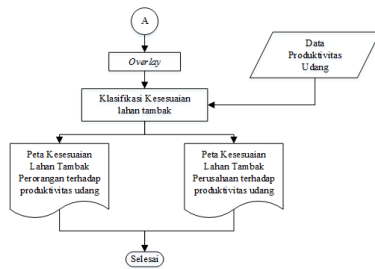 A
Overlay
Data
Produktivitas
Udang
Klasifikasi Kesesuaian
lahan tambak
Peta Kesesuaian
Lahan Tambak
Perorangan terhadap
produktivitas udang
Peta Kesesuaian
Lahan Tambak
Perusahaan terhadap
produktivitas udang
Selesai